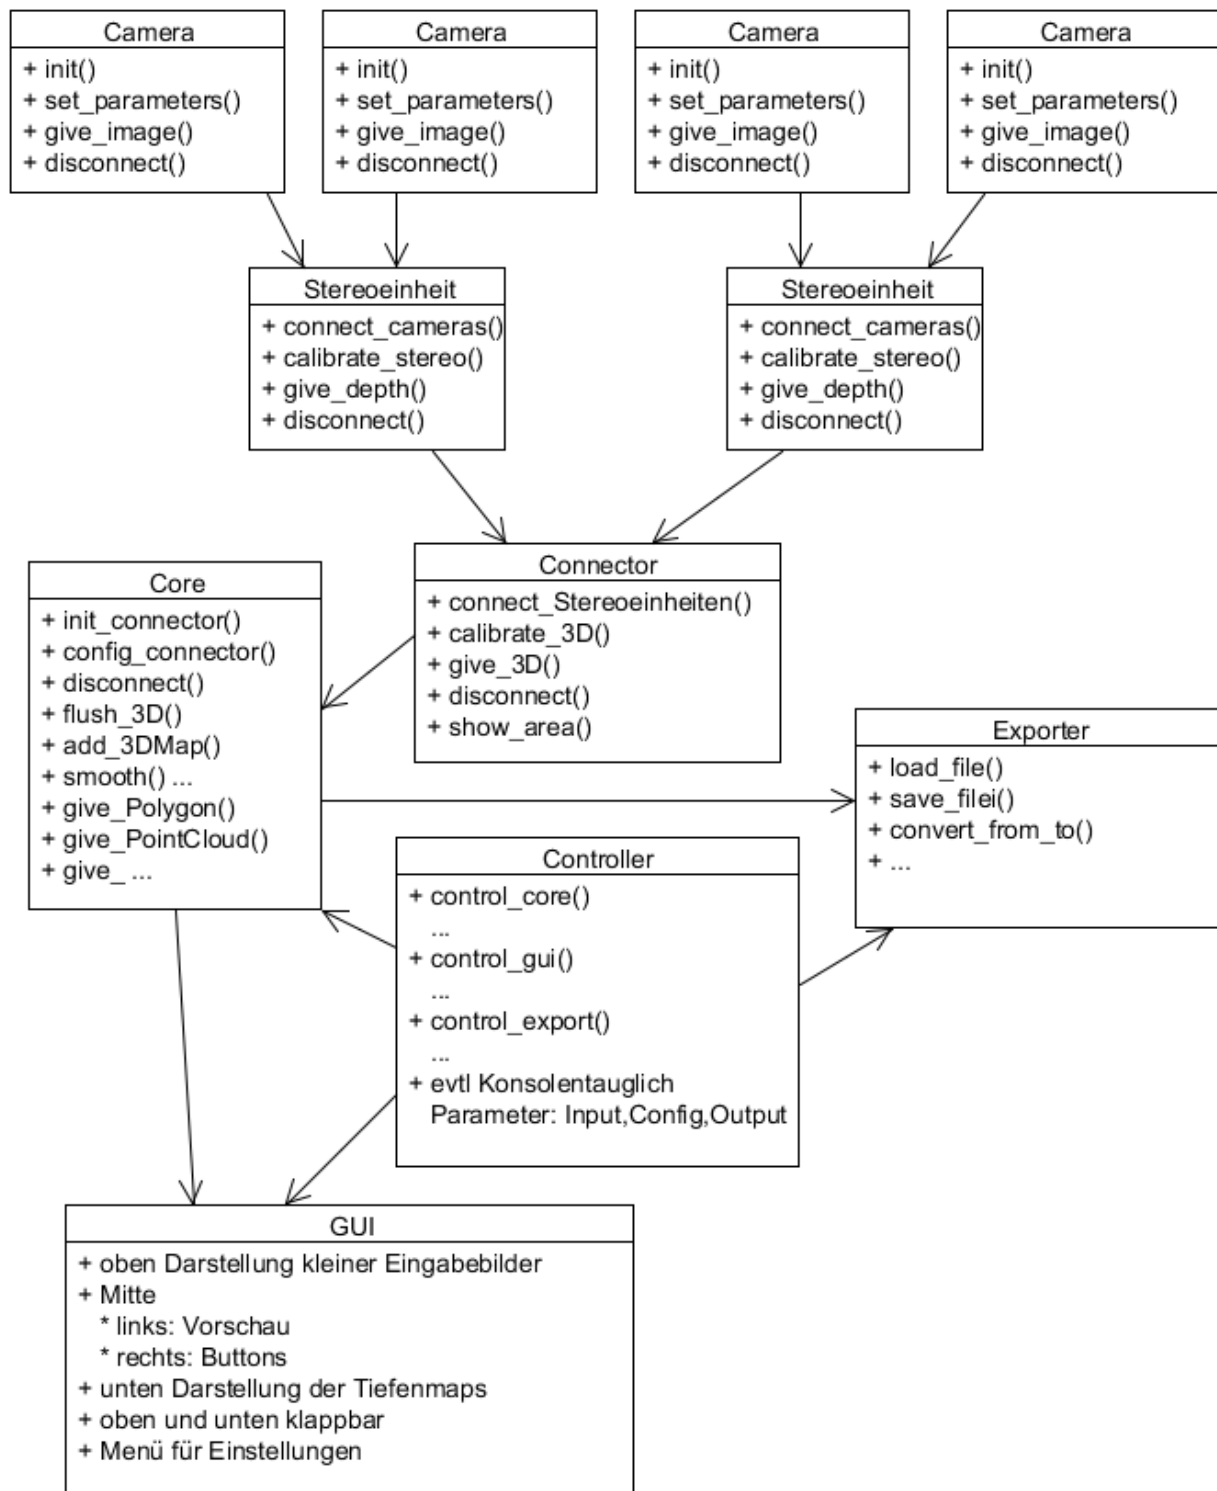 Camera
+ init()
+ set_parameters()
+ give_image()
+ disconnect()
Camera
+ init()
+ set_parameters()
+ give_image()
+ disconnect()
Camera
+ init()
+ set_parameters()
+ give_image()
+ disconnect()
Camera
+ init()
+ set_parameters()
+ give_image()
+ disconnect()
Stereoeinheit
+ connect_cameras()
+ calibrate_stereo()
+ give_depth()
+ disconnect()
Stereoeinheit
+ connect_cameras()
+ calibrate_stereo()
+ give_depth()
+ disconnect()
Connector
+ connect_Stereoeinheiten()
+ calibrate_3D()
+ give_3D()
+ disconnect()
+ show_area()
Core
+ init_connector()
+ config_connector()
+ disconnect()
+ flush_3D()
+ add_3DMap()
+ smooth() ...
+ give_Polygon()
+ give_PointCloud()
+ give_ ...
Exporter
+ load_file()
+ save_filei()
+ convert_from_to()
+ ...
Controller
+ control_core()
...
+ control_gui()
...
+ control_export()
...
+ evtl Konsolentauglich
Parameter: Input,Config,Output
GUI
+ oben Darstellung kleiner Eingabebilder
+ Mitte
* links: Vorschau
* rechts: Buttons
+ unten Darstellung der Tiefenmaps
+ oben und unten klappbar
+ Menü für Einstellungen